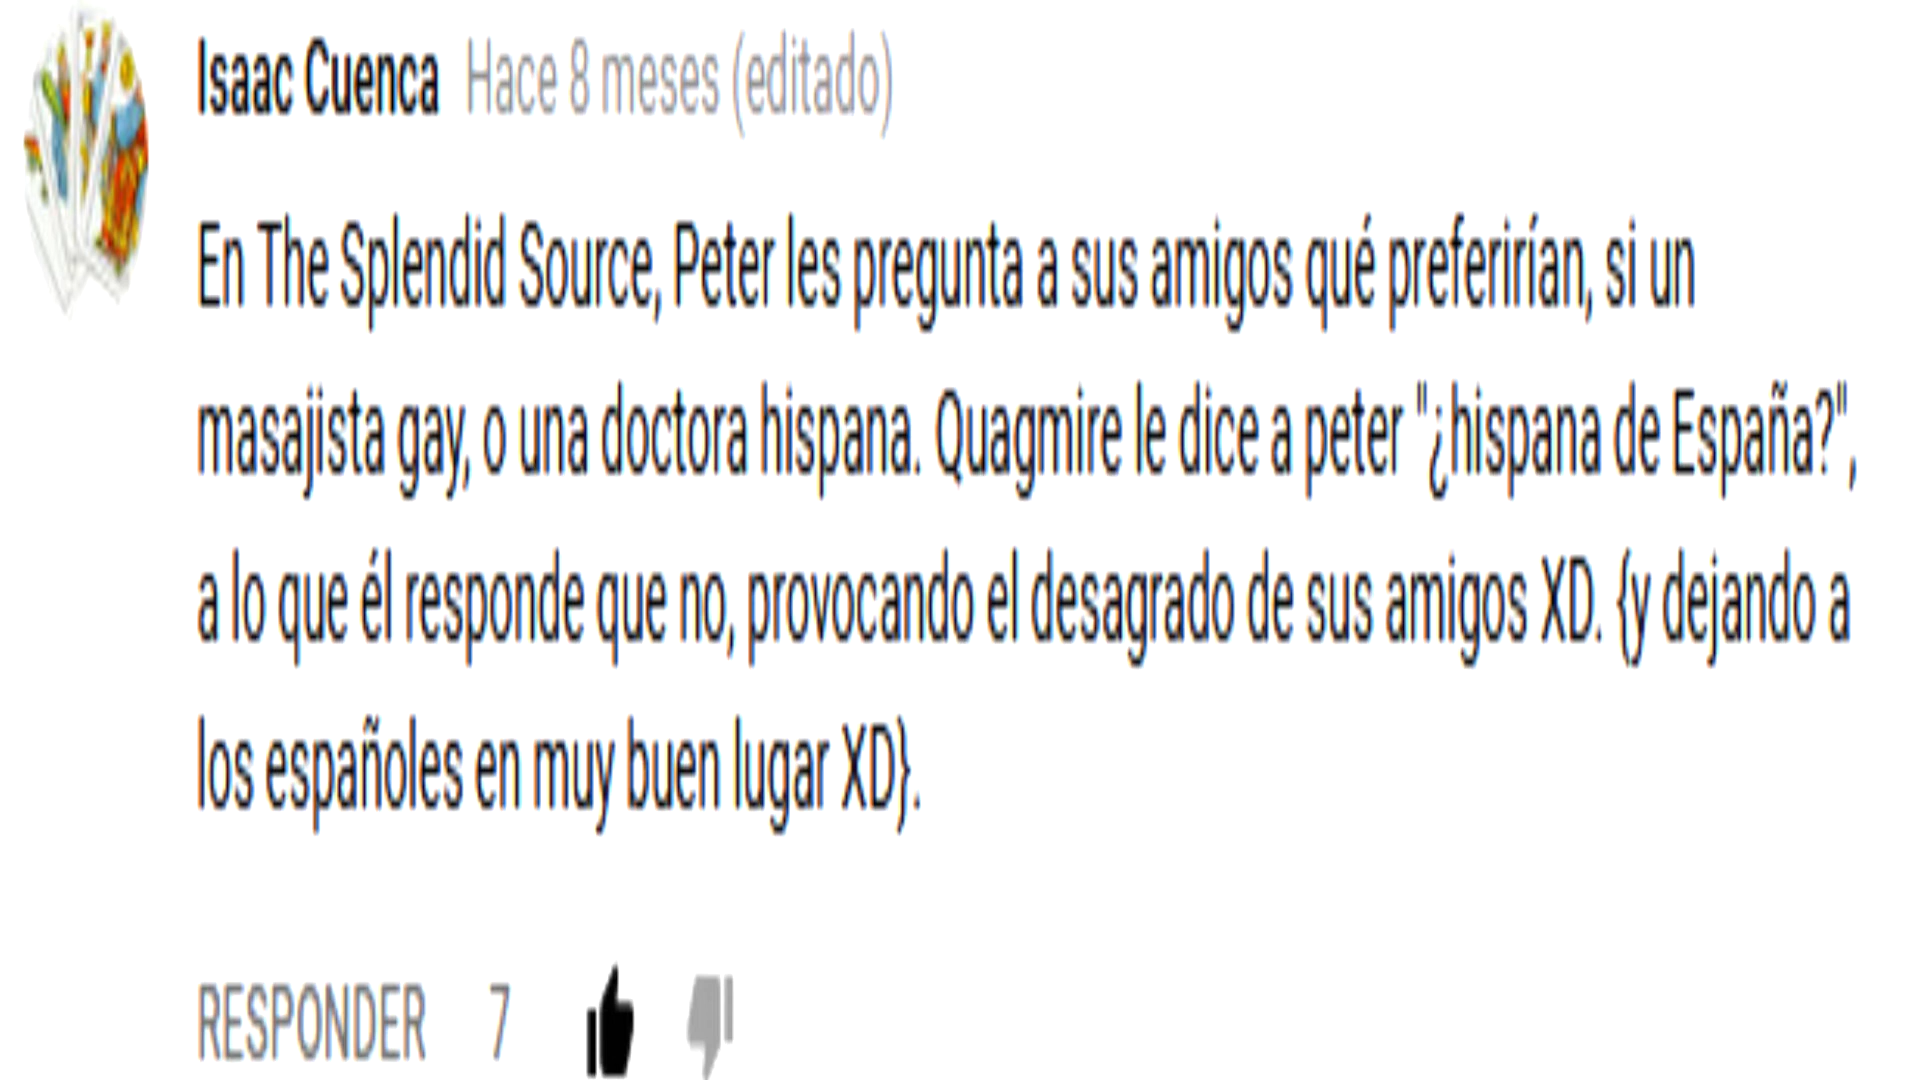 Isaac Cuenca Hace 8 meses (editado)
En The Splendid Source, Peter les pregunta a sus amigos qué preferirían, si un
masajista gay, o una doctora hispana. Quagmire le dice a peter "¿hispana de España?",
a lo que él responde que no, provocando el desagrado de sus amigos XD. {y dejando a
los españoles en muy buen lugar XD}.
RESPONDER 7